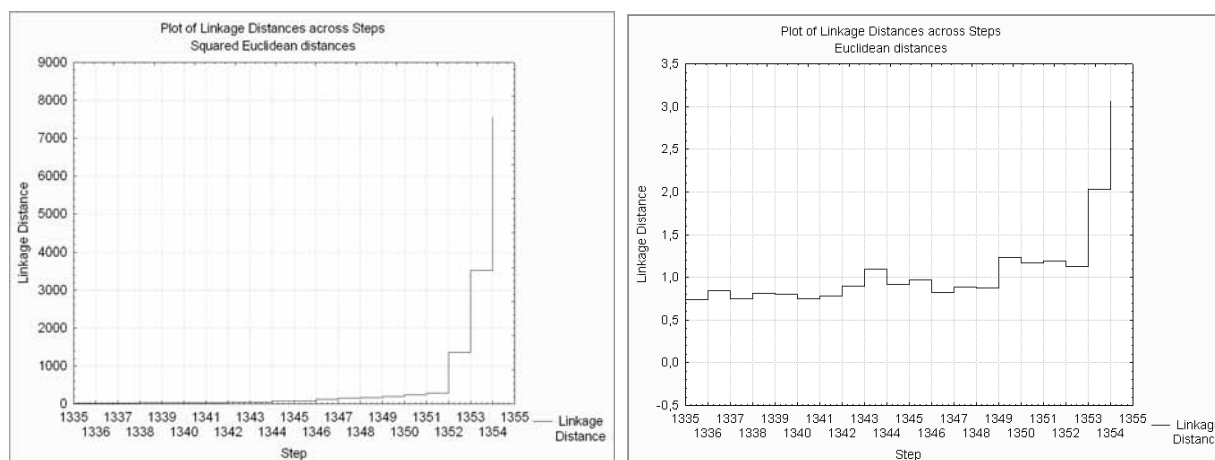 Plot of Linkage Distances across Steps
Squared Euclidean distances
9000
8000
7000
6000
5000
4000
3000
2000
1000
0
Linkage Distance
1335 1337 1339 1341 1343 1345 1347 1349 1351 1353 1355
1336 1338 1340 1342 1344 1346 1348 1350 1352 1354
Step
Linkage
Distance
Plot of Linkage Distances across Steps
Euclidean distances
3,5
3,0
2,5
2,0
1,5
1,0
0,5
0,0
-0,5
Linkage Distance
1335 1337 1339 1341 1343 1345 1347 1349 1351 1353 1355
1336 1338 1340 1342 1344 1346 1348 1350 1352 1354
Step
Linkage
Distance